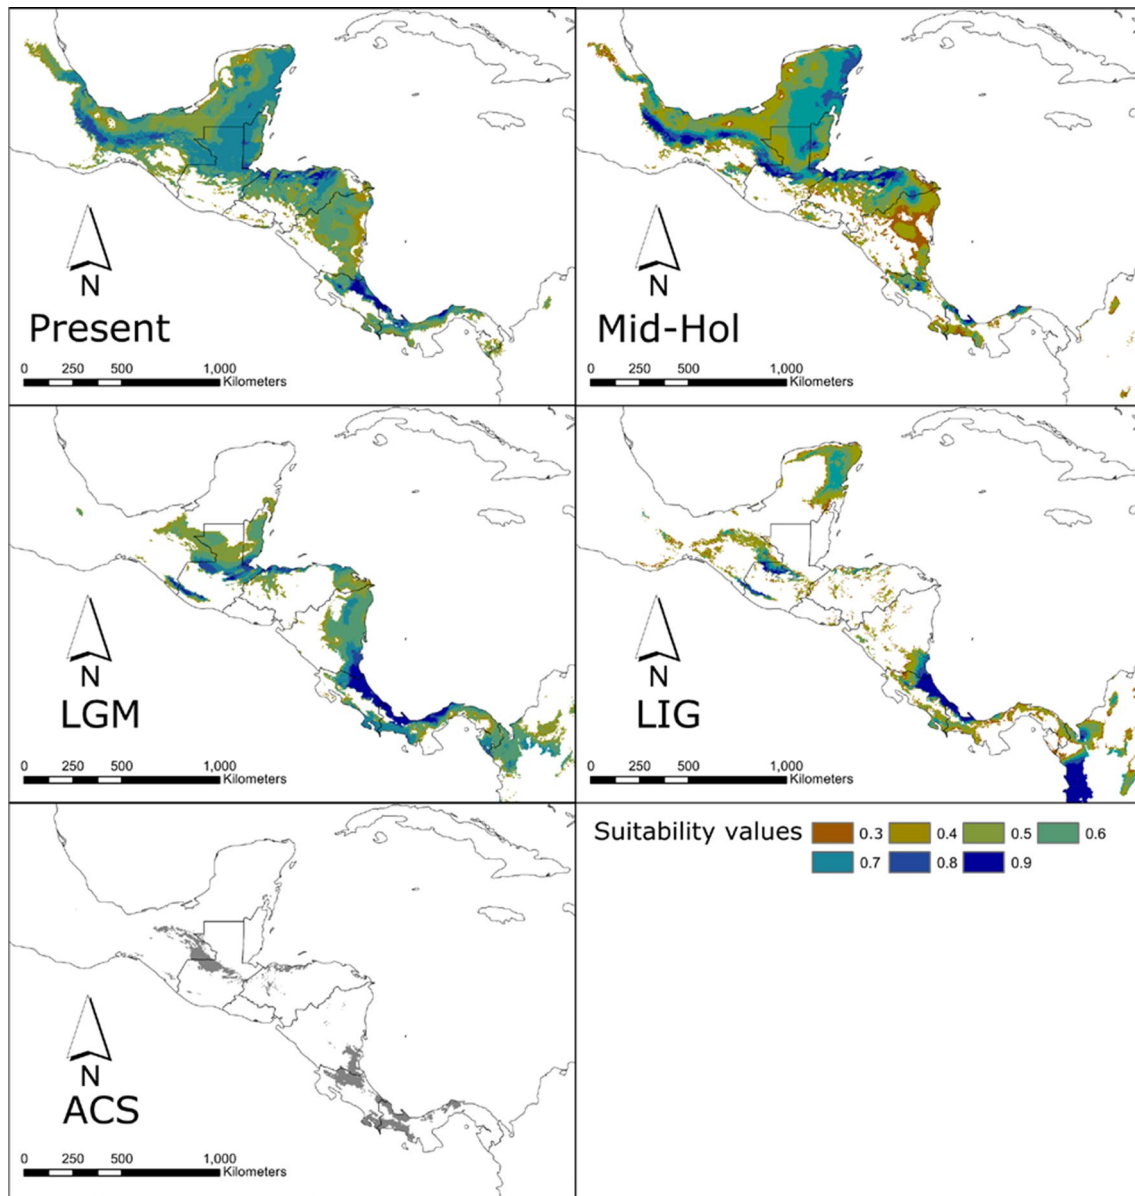 N
Present
0 250 500 1,000
Kilometers
N
Mid-Hol
0 250 500 1,000
Kilometers
N
LGM
0 250 500 1,000
Kilometers
N
LIG
0 250 500 1,000
Kilometers
N
ACS
0 250 500 1,000
Kilometers
Suitability values
0.3 0.4 0.5 0.6
0.7 0.8 0.9